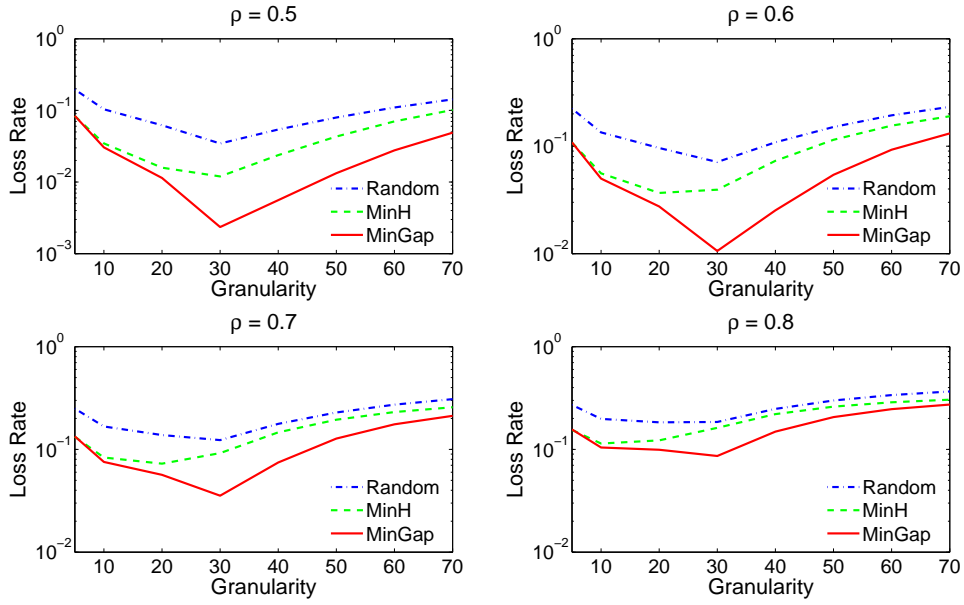 ρ = 0.5
10^0
10^-1
10^-2
10^-3
Loss Rate
Random
MinH
MinGap
10 20 30 40 50 60 70
Granularity
ρ = 0.6
10^0
10^-1
10^-2
Loss Rate
Random
MinH
MinGap
10 20 30 40 50 60 70
Granularity
ρ = 0.7
10^0
10^-1
10^-2
Loss Rate
Random
MinH
MinGap
10 20 30 40 50 60 70
Granularity
ρ = 0.8
10^0
10^-1
10^-2
Loss Rate
Random
MinH
MinGap
10 20 30 40 50 60 70
Granularity